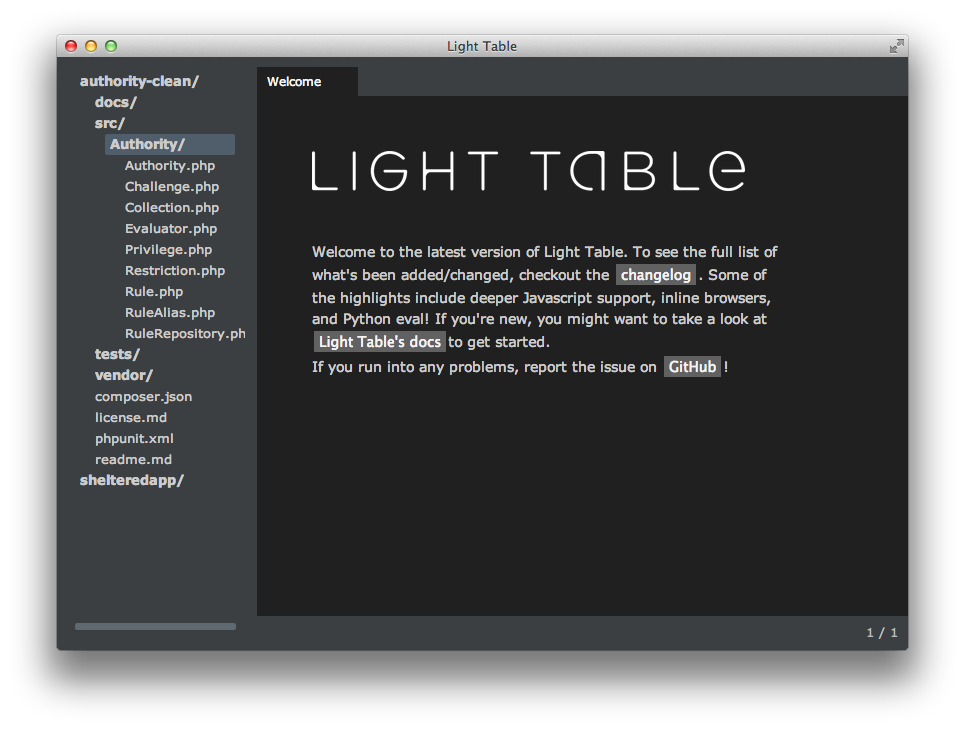 Light Table
authority-clean/
docs/
src/
Authority/
Authority.php
Challenge.php
Collection.php
Evaluator.php
Privilege.php
Restriction.php
Rule.php
RuleAlias.php
RuleRepository.ph
tests/
vendor/
composer.json
license.md
phpunit.xml
readme.md
shelteredapp/
Welcome
LIGHT TABLE
Welcome to the latest version of Light Table. To see the full list of
what's been added/changed, checkout the changelog . Some of
the highlights include deeper Javascript support, inline browsers,
and Python eval! If you're new, you might want to take a look at
Light Table's docs to get started.
If you run into any problems, report the issue on GitHub !
1 / 1